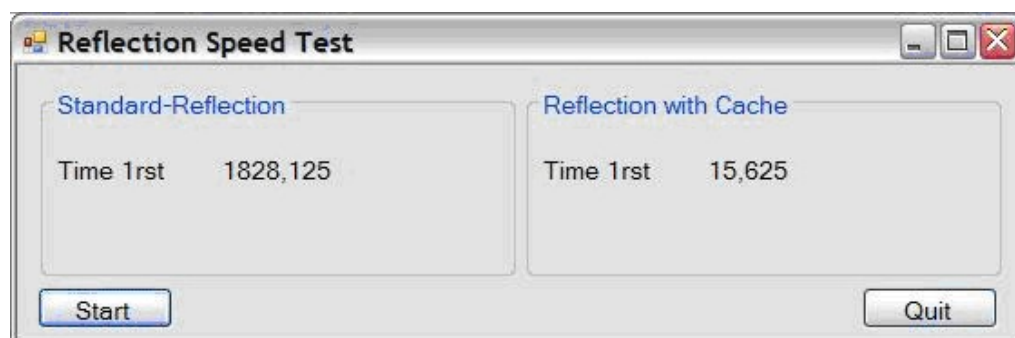 Reflection Speed Test
Standard-Reflection
Time 1rst 1828,125
Reflection with Cache
Time 1rst 15,625
Start
Quit